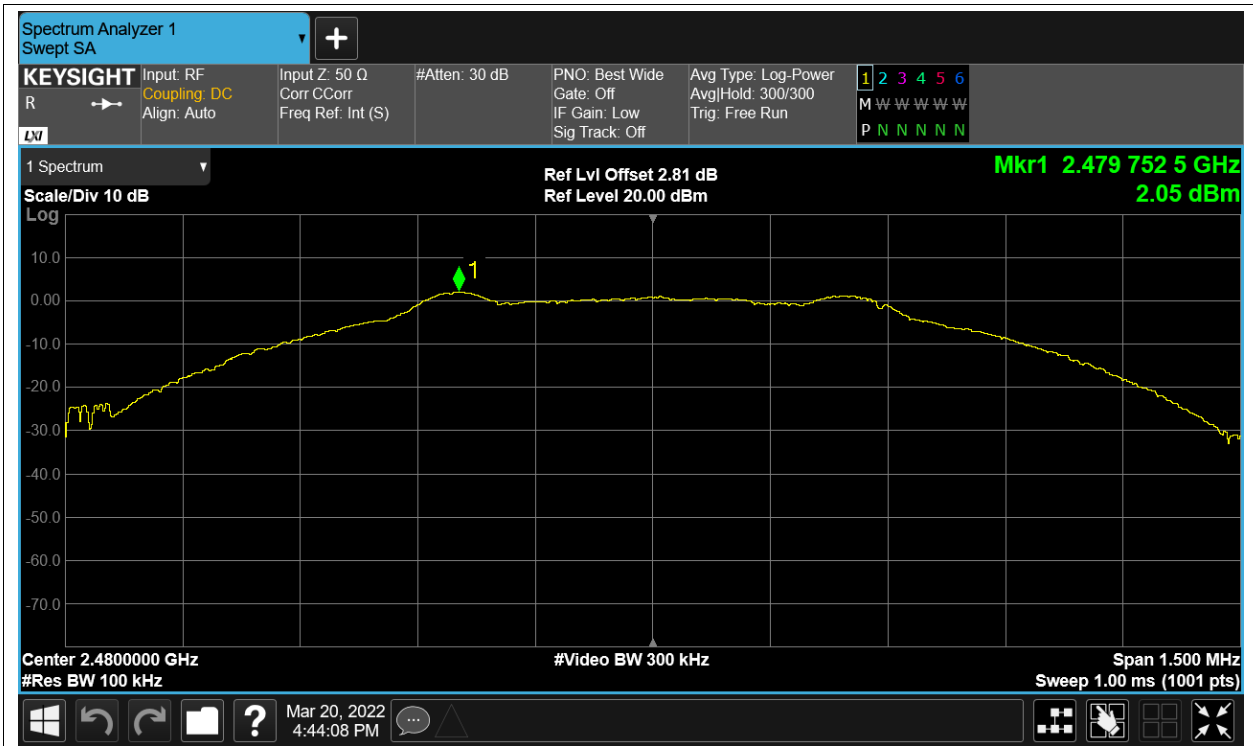 Spectrum Analyzer 1
Swept SA
KEYSIGHT
R
LXI
Input: RF
Coupling: DC
Align: Auto
Input Z: 50 Ω
Corr CCorr
Freq Ref: Int (S)
#Atten: 30 dB
PNO: Best Wide
Gate: Off
IF Gain: Low
Sig Track: Off
Avg Type: Log-Power
Avg|Hold: 300/300
Trig: Free Run
1 2 3 4 5 6
M W W W W W W
P N N N N N N
1 Spectrum
Scale/Div 10 dB
Log
Ref Lvl Offset 2.81 dB
Ref Level 20.00 dBm
Mkr1 2.479 752 5 GHz
2.05 dBm
1
10.0
0.00
-10.0
-20.0
-30.0
-40.0
-50.0
-60.0
-70.0
Center 2.4800000 GHz
#Res BW 100 kHz
#Video BW 300 kHz
Span 1.500 MHz
Sweep 1.00 ms (1001 pts)
?
Mar 20, 2022
4:44:08 PM